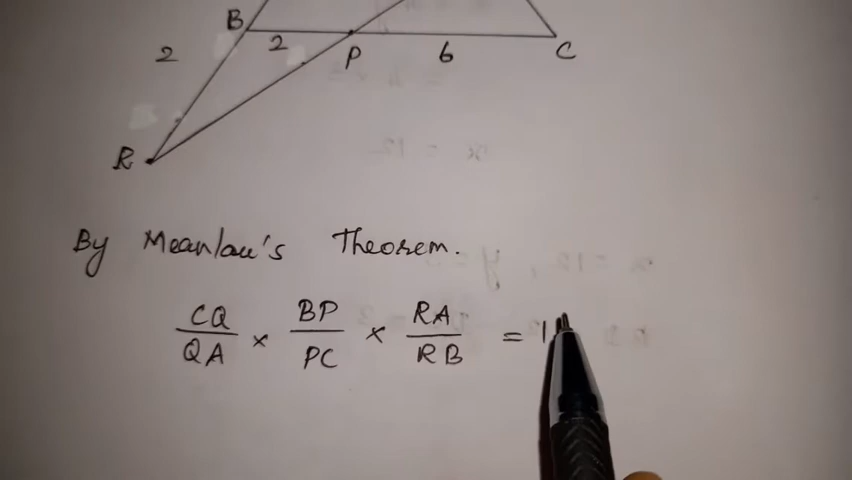 B
2 2 P 6 C
R
By Meanlau's Theorem.
CQ/QA × BP/PC × RA/RB = 1